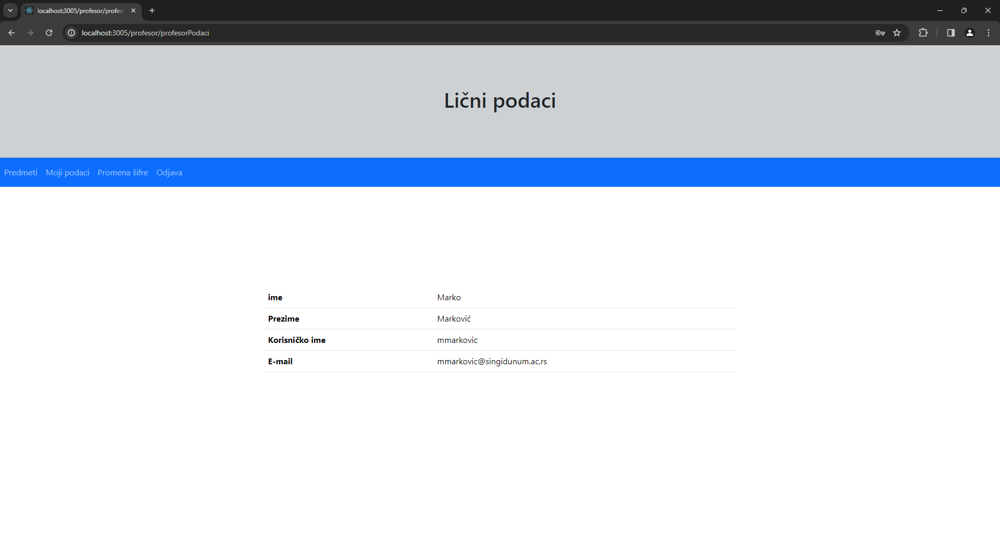 localhost:3005/profesor/profes
localhost:3005/profesor/profesorPodaci
Lični podaci
Predmeti Moji podaci Promena šifre Odjava
ime Marko
Prezime Marković
Korisničko ime mmarkovic
E-mail mmarkovic@singidunum.ac.rs